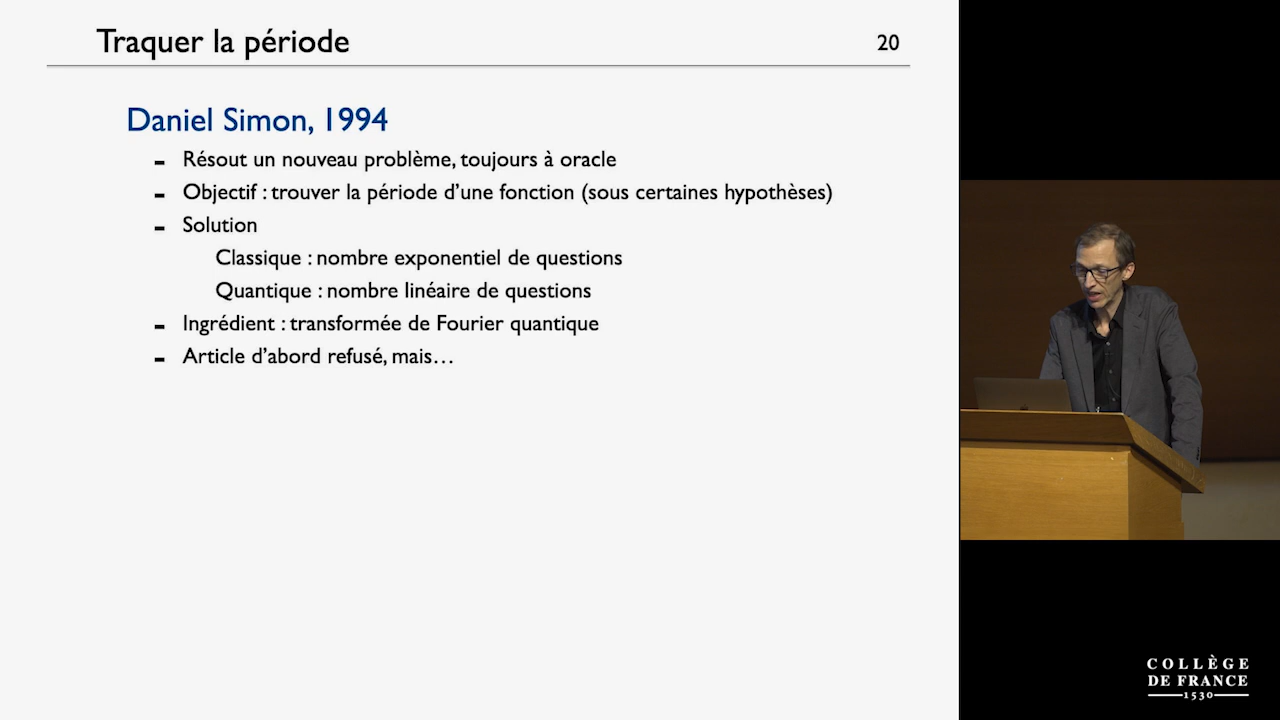 Traquer la période
20
Daniel Simon, 1994
- Résout un nouveau problème, toujours à oracle
- Objectif : trouver la période d'une fonction (sous certaines hypothèses)
- Solution
Classique : nombre exponentiel de questions
Quantique : nombre linéaire de questions
- Ingrédient : transformée de Fourier quantique
- Article d'abord refusé, mais…
COLLÈGE
DE FRANCE
1530